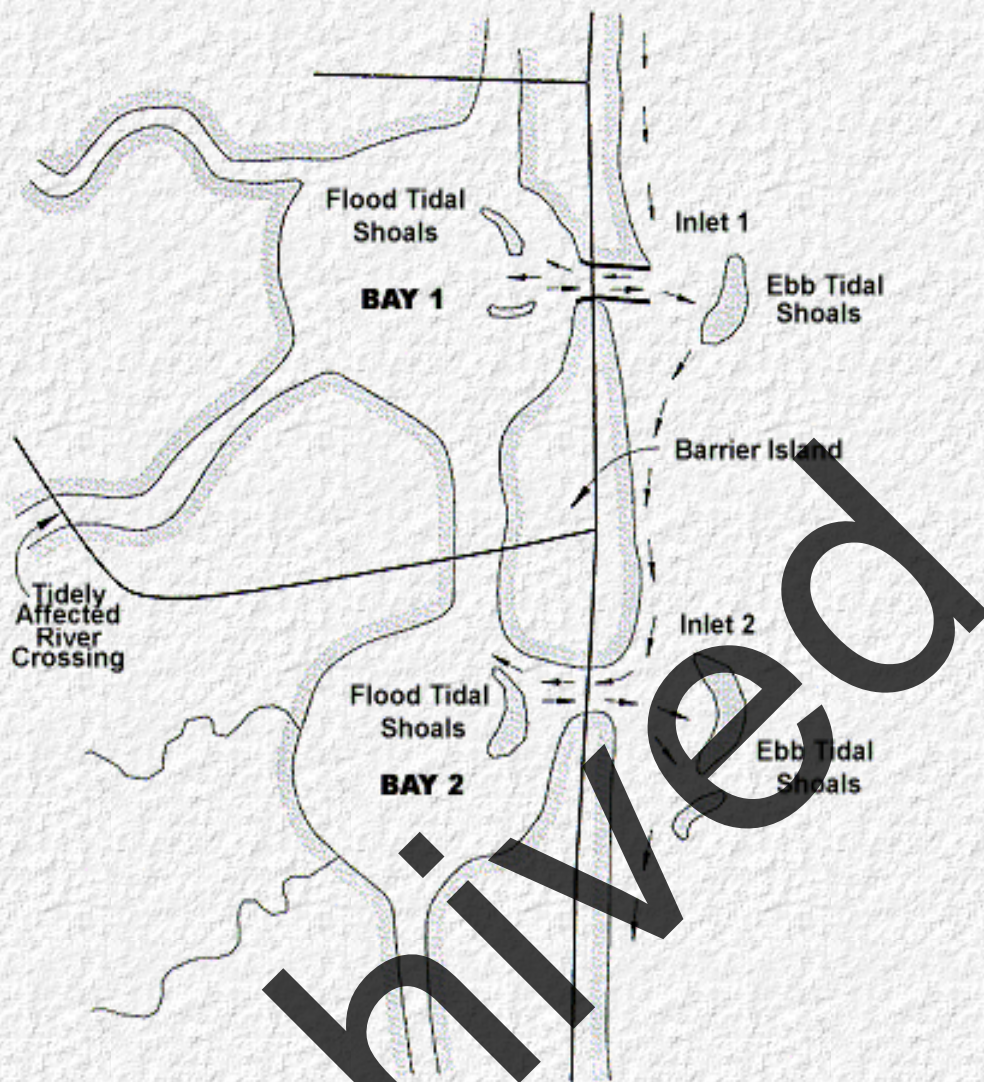 Flood Tidal
Shoals
Inlet 1
BAY 1
Ebb Tidal
Shoals
Barrier Island
Tidely
Affected
River
Crossing
Inlet 2
Flood Tidal
Shoals
Ebb Tidal
Shoals
BAY 2
hived